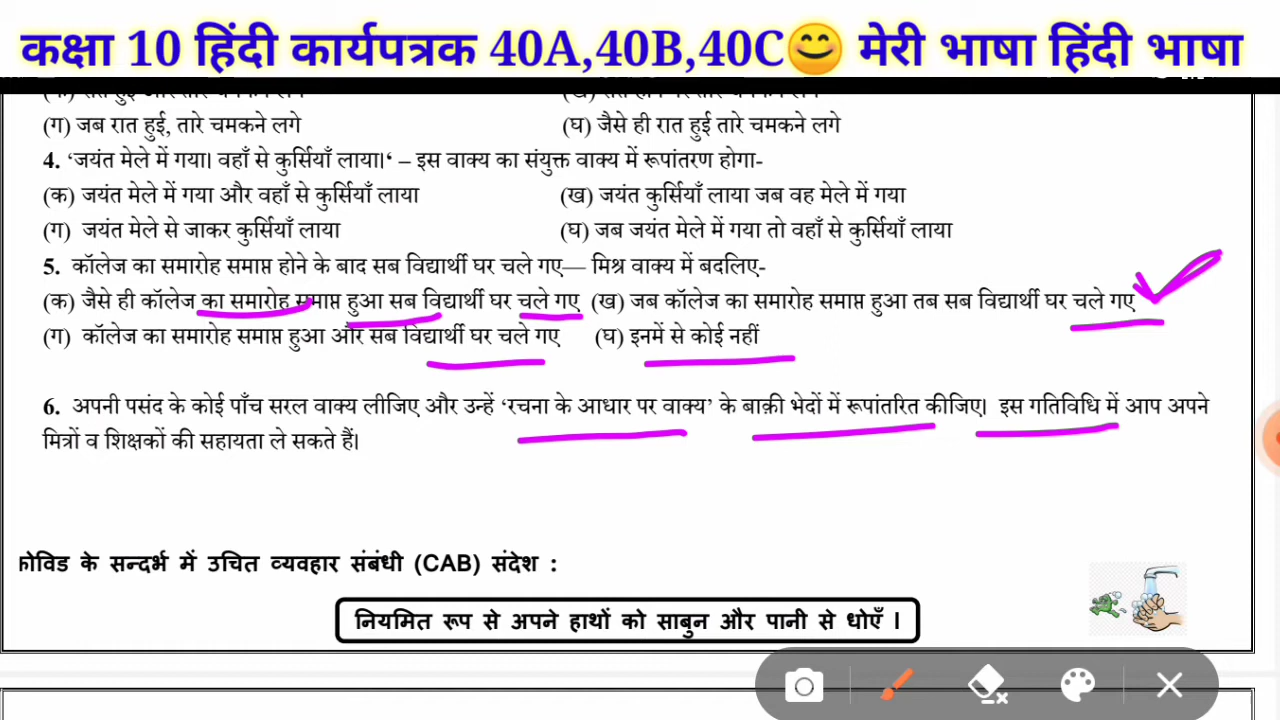 कक्षा 10 हिंदी कार्यपत्रक 40A,40B,40C😊 मेरी भाषा हिंदी भाषा
(ग) जब रात हुई, तारे चमकने लगे (घ) जैसे ही रात हुई तारे चमकने लगे
4. ‘जयंत मेले में गया। वहाँ से कुर्सियाँ लाया।‘ – इस वाक्य का संयुक्त वाक्य में रूपांतरण होगा-
(क) जयंत मेले में गया और वहाँ से कुर्सियाँ लाया (ख) जयंत कुर्सियाँ लाया जब वह मेले में गया
(ग) जयंत मेले से जाकर कुर्सियाँ लाया (घ) जब जयंत मेले में गया तो वहाँ से कुर्सियाँ लाया
5. कॉलेज का समारोह समाप्त होने के बाद सब विद्यार्थी घर चले गए— मिश्र वाक्य में बदलिए-
(क) जैसे ही कॉलेज का समारोह समाप्त हुआ सब विद्यार्थी घर चले गए (ख) जब कॉलेज का समारोह समाप्त हुआ तब सब विद्यार्थी घर चले गए
(ग) कॉलेज का समारोह समाप्त हुआ और सब विद्यार्थी घर चले गए (घ) इनमें से कोई नहीं
6. अपनी पसंद के कोई पाँच सरल वाक्य लीजिए और उन्हें ‘रचना के आधार पर वाक्य’ के बाक़ी भेदों में रूपांतरित कीजिए। इस गतिविधि में आप अपने
मित्रों व शिक्षकों की सहायता ले सकते हैं।
कोविड के सन्दर्भ में उचित व्यवहार संबंधी (CAB) संदेश :
नियमित रूप से अपने हाथों को साबुन और पानी से धोएँ ।